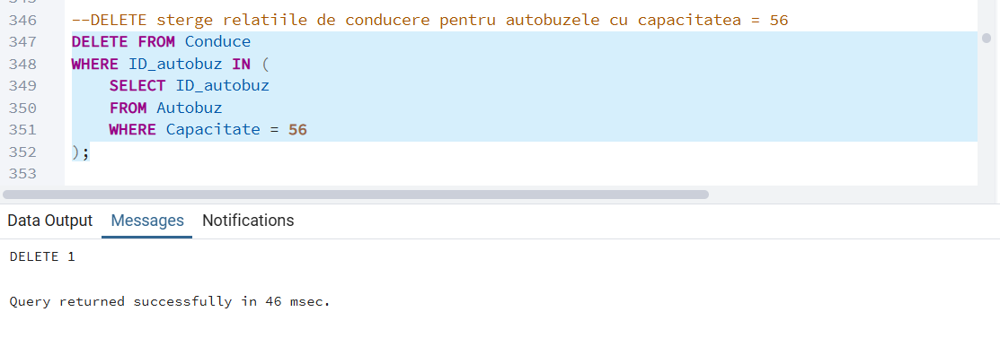 346 --DELETE sterge relatiile de conducere pentru autobuzele cu capacitatea = 56
347 DELETE FROM Conduce
348 WHERE ID_autobuz IN (
349 SELECT ID_autobuz
350 FROM Autobuz
351 WHERE Capacitate = 56
352 );
353
Data Output Messages Notifications
DELETE 1
Query returned successfully in 46 msec.